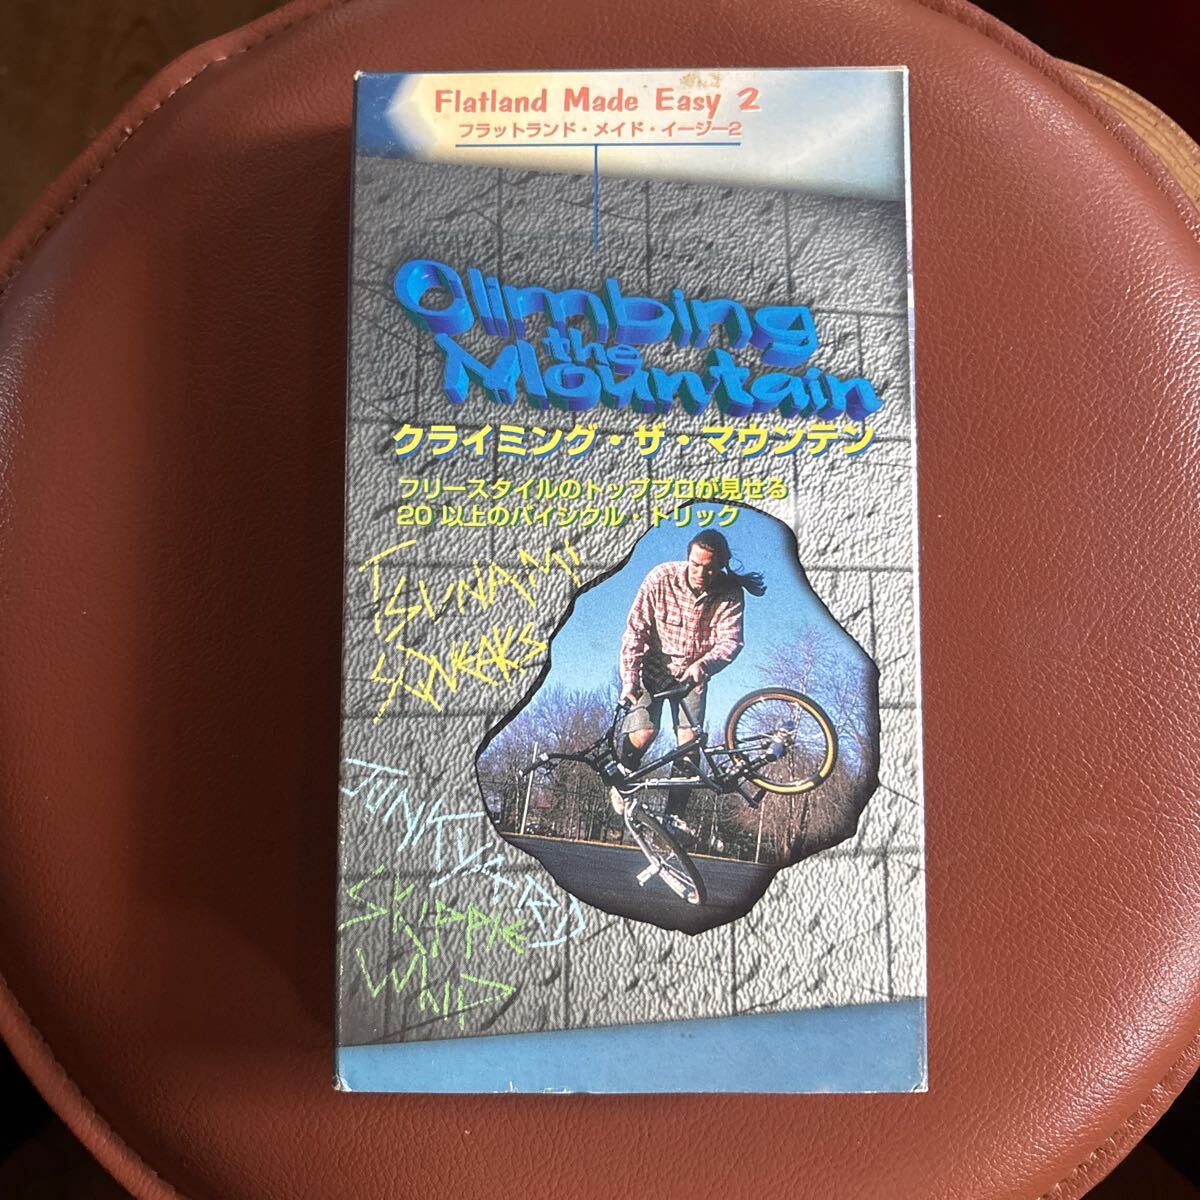 Flatland Made Easy 2
フラットランド・メイド・イージー2
Climbing
the
Mountain
クライミング・ザ・マウンテン
フリースタイルのトッププロが見せる
20 以上のバイシクル・トリック
TSUNAMI
JUNKYARD
SKIPPIE
WHIP